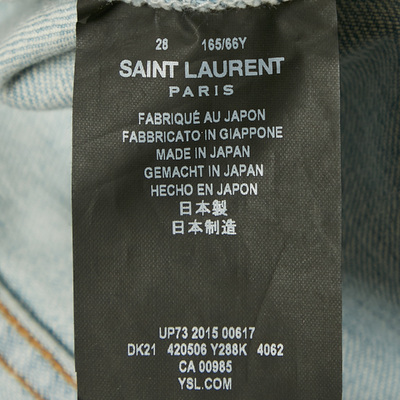 28 165/66Y
SAINT LAURENT
PARIS
FABRIQUÉ AU JAPON
FABBRICATO IN GIAPPONE
MADE IN JAPAN
GEMACHT IN JAPAN
HECHO EN JAPON
日本製
日本制造
UP73 2015 00617
DK21 420506 Y288K 4062
CA 00985
YSL.COM